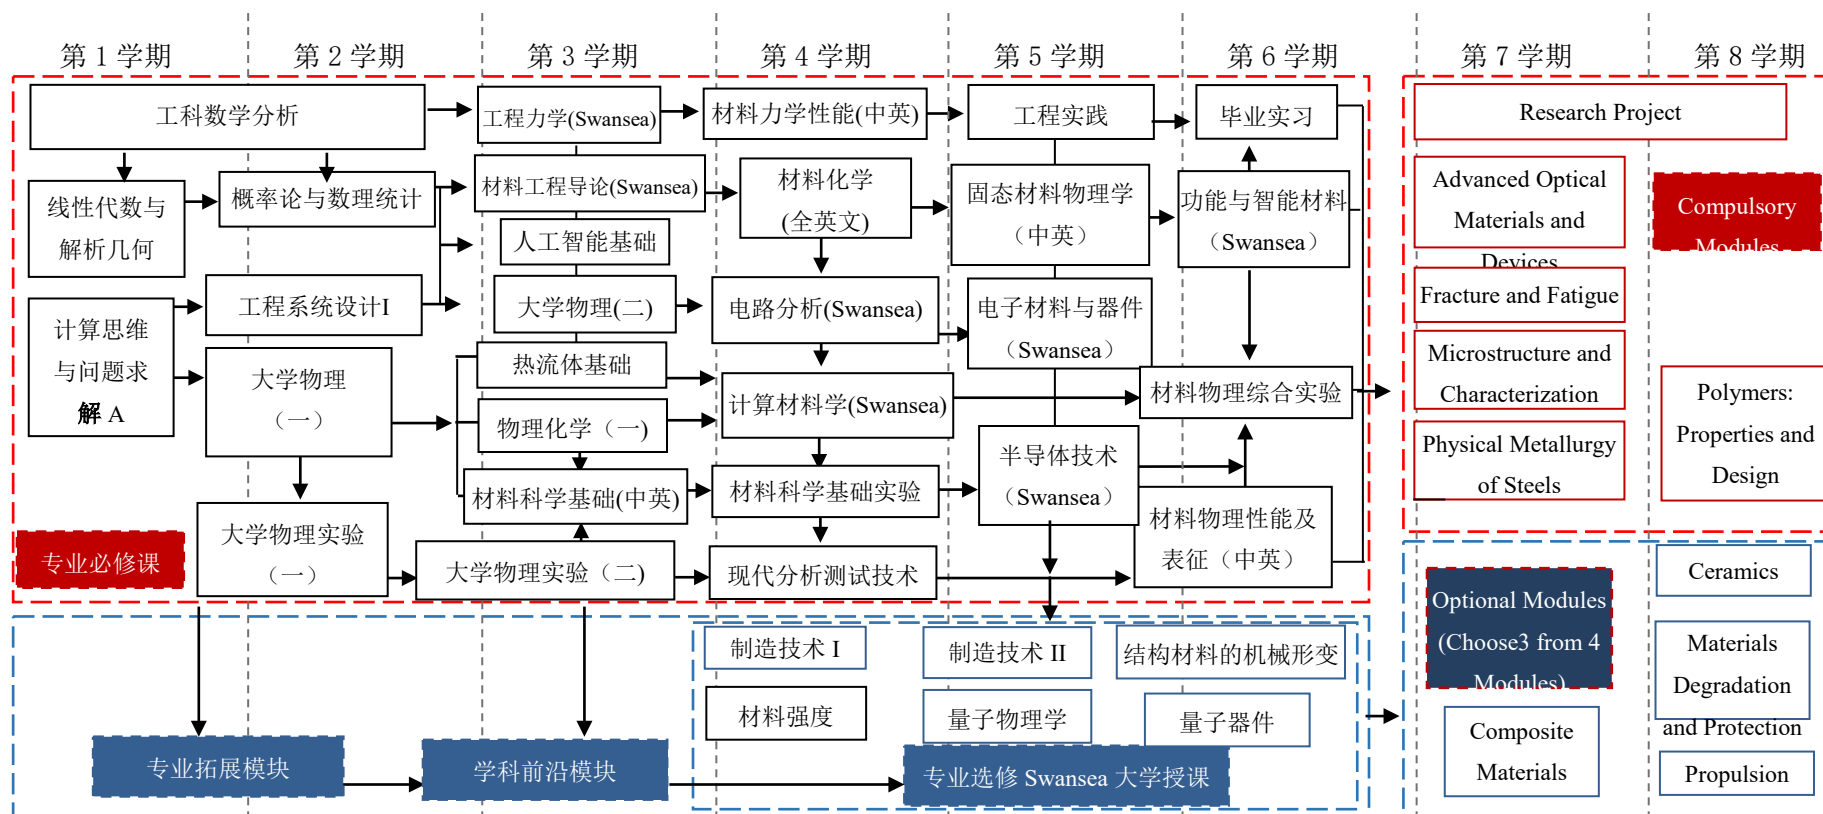 第 1 学期
第 2 学期
第 3 学期
第 4 学期
第 5 学期
第 6 学期
第 7 学期
第 8 学期
工科数学分析
工程力学(Swansea)
材料力学性能(中英)
工程实践
毕业实习
线性代数与
解析几何
概率论与数理统计
材料工程导论(Swansea)
材料化学
(全英文)
固态材料物理学
（中英）
功能与智能材料
（Swansea）
人工智能基础
计算思维
与问题求
解 A
工程系统设计I
大学物理(二)
电路分析(Swansea)
电子材料与器件
（Swansea）
大学物理
（一）
热流体基础
计算材料学(Swansea)
材料物理综合实验
物理化学（一）
半导体技术
（Swansea）
材料科学基础(中英)
材料科学基础实验
大学物理实验
（一）
大学物理实验（二）
现代分析测试技术
材料物理性能及
表征（中英）
专业必修课
制造技术 I
制造技术 II
结构材料的机械形变
材料强度
量子物理学
量子器件
专业拓展模块
学科前沿模块
专业选修 Swansea 大学授课
Research Project
Advanced Optical
Materials and
Devices
Compulsory
Modules
Fracture and Fatigue
Microstructure and
Characterization
Physical Metallurgy
of Steels
Polymers:
Properties and
Design
Optional Modules
(Choose3 from 4
Modules)
Ceramics
Materials
Degradation
and Protection
Composite
Materials
Propulsion